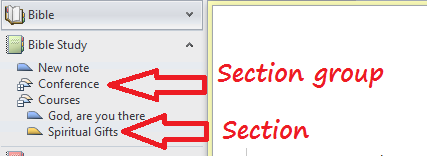 Bible
Bible Study
New note
Conference
Section group
Courses
God, are you there
Spiritual Gifts
Section